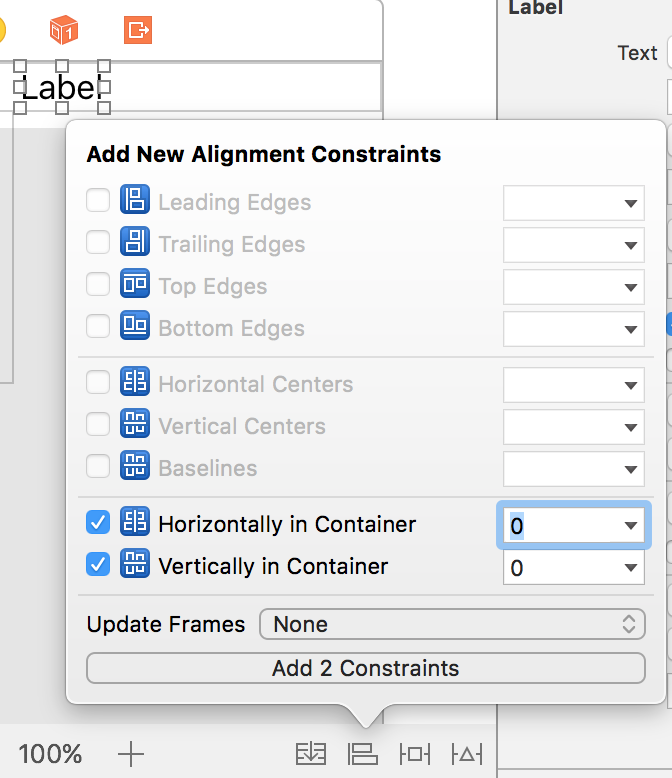 Label
Text
1
Label
Add New Alignment Constraints
Leading Edges
Trailing Edges
Top Edges
Bottom Edges
Horizontal Centers
Vertical Centers
Baselines
Horizontally in Container 0
Vertically in Container 0
Update Frames None
Add 2 Constraints
100%